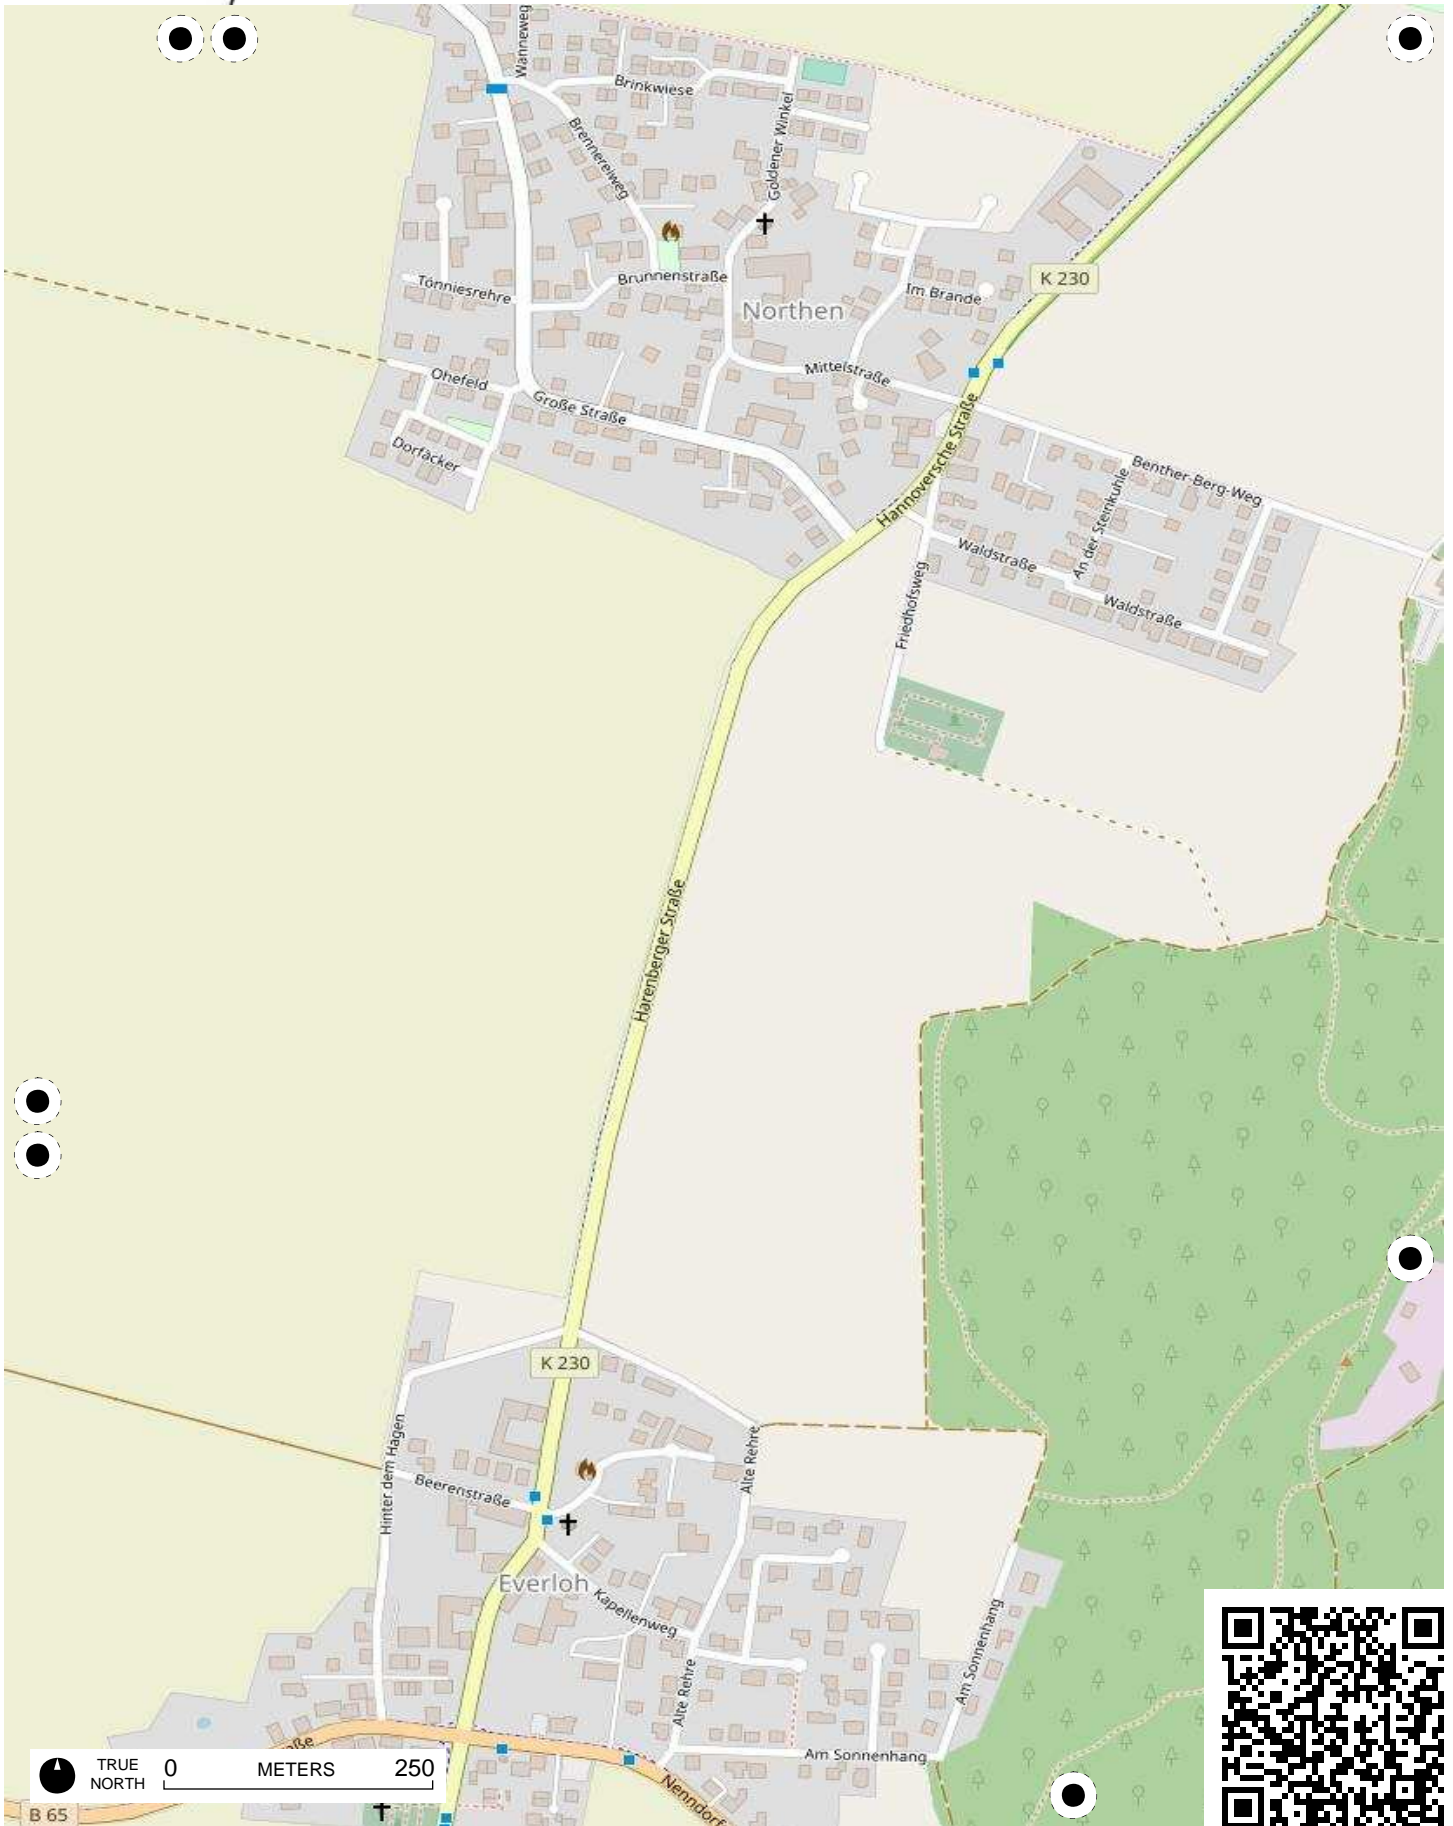 Wanneweg
Brinkwiese
Brennereiweg
Goldener Winkel
K 230
Brunnenstraße
Tönniesrehre
Im Brande
Northen
Ohefeld
Mittelstraße
Große Straße
Dorfäcker
Hannoversche Straße
Benther-Berg-Weg
An der Steinkuhle
Waldstraße
Friedhofsweg
Waldstraße
Harenberger Straße
K 230
Hinter dem Hagen
Alte Rehre
Beerenstraße
Everloh
Kapellenweg
Am Sonnenhang
Alte Rehre
Am Sonnenhang
aße
Nenndorf
TRUE NORTH
0 METERS 250
B 65